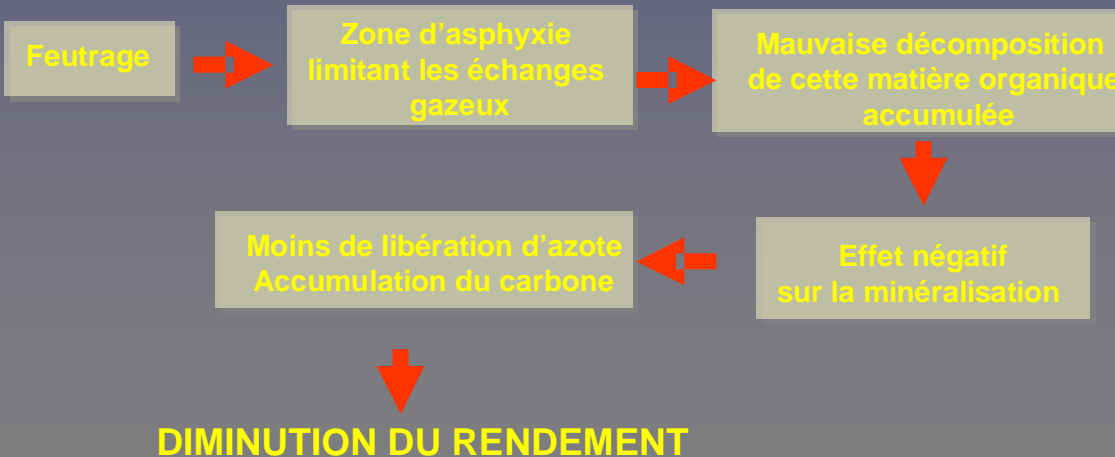 Feutrage
Zone d'asphyxie
limitant les échanges
gazeux
Mauvaise décomposition
de cette matière organique
accumulée
Effet négatif
sur la minéralisation
Moins de libération d'azote
Accumulation du carbone
DIMINUTION DU RENDEMENT